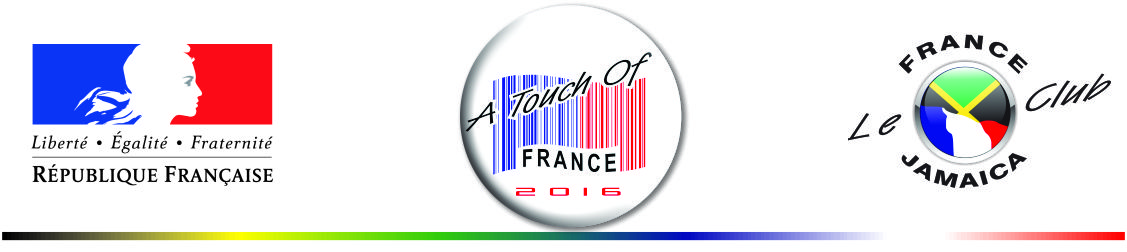 Liberté • Égalité • Fraternité
RÉPUBLIQUE FRANÇAISE
A Touch Of
FRANCE
2016
FRANCE
Le Club
JAMAICA